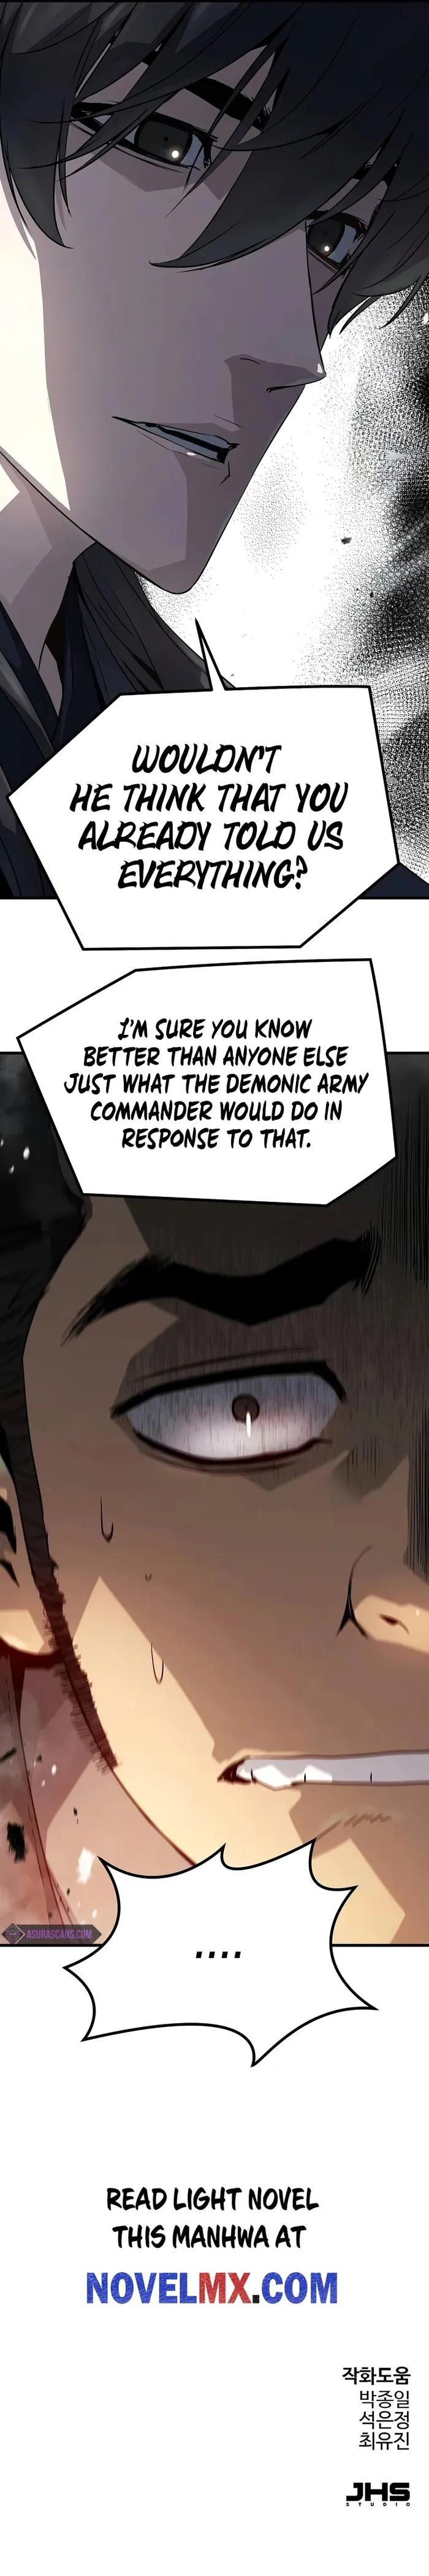 WOULDN'T
HE THINK THAT YOU
ALREADY TOLD US
EVERYTHING?
I'M SURE YOU KNOW
BETTER THAN ANYONE ELSE
JUST WHAT THE DEMONIC ARMY
COMMANDER WOULD DO IN
RESPONSE TO THAT.
ASURASCANS.COM
....
READ LIGHT NOVEL
THIS MANHWA AT
NOVELMX.COM
작화도움
박종일
석은정
최유진
JHS
STUDIO